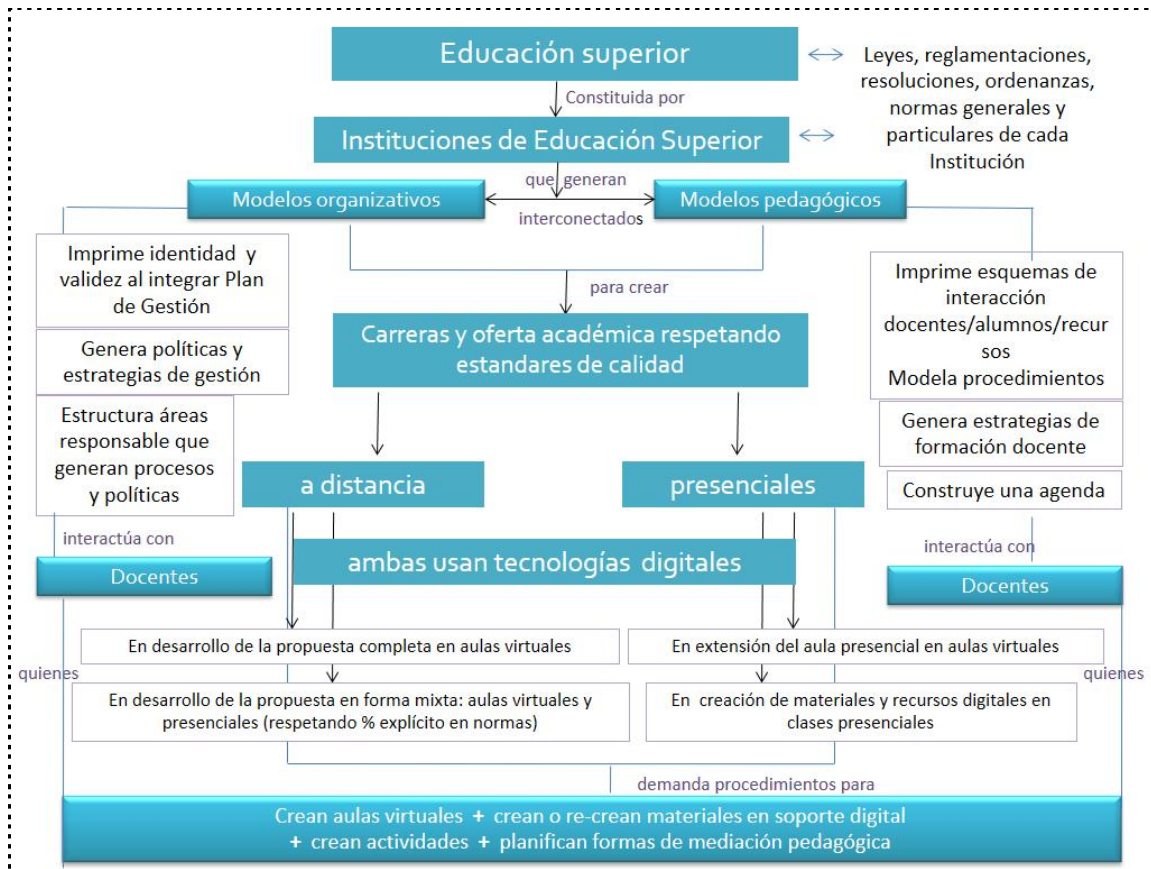 Educación superior
Leyes, reglamentaciones,
resoluciones, ordenanzas,
normas generales y
particulares de cada
Institución
Constituida por
Instituciones de Educación Superior
que generan
Modelos organizativos
Modelos pedagógicos
interconectados
Imprime identidad y
validez al integrar Plan
de Gestión
Genera políticas y
estrategias de gestión
Estructura áreas
responsable que
generan procesos
y políticas
Imprime esquemas de
interacción
docentes/alumnos/recur
sos
Modela procedimientos
Genera estrategias de
formación docente
Construye una agenda
para crear
Carreras y oferta académica respetando
estandares de calidad
a distancia
presenciales
interactúa con
interactúa con
ambas usan tecnologías digitales
Docentes
Docentes
En desarrollo de la propuesta completa en aulas virtuales
En extensión del aula presencial en aulas virtuales
quienes
quienes
En desarrollo de la propuesta en forma mixta: aulas virtuales y
presenciales (respetando % explícito en normas)
En creación de materiales y recursos digitales en
clases presenciales
demanda procedimientos para
Crean aulas virtuales + crean o re-crean materiales en soporte digital
+ crean actividades + planifican formas de mediación pedagógica